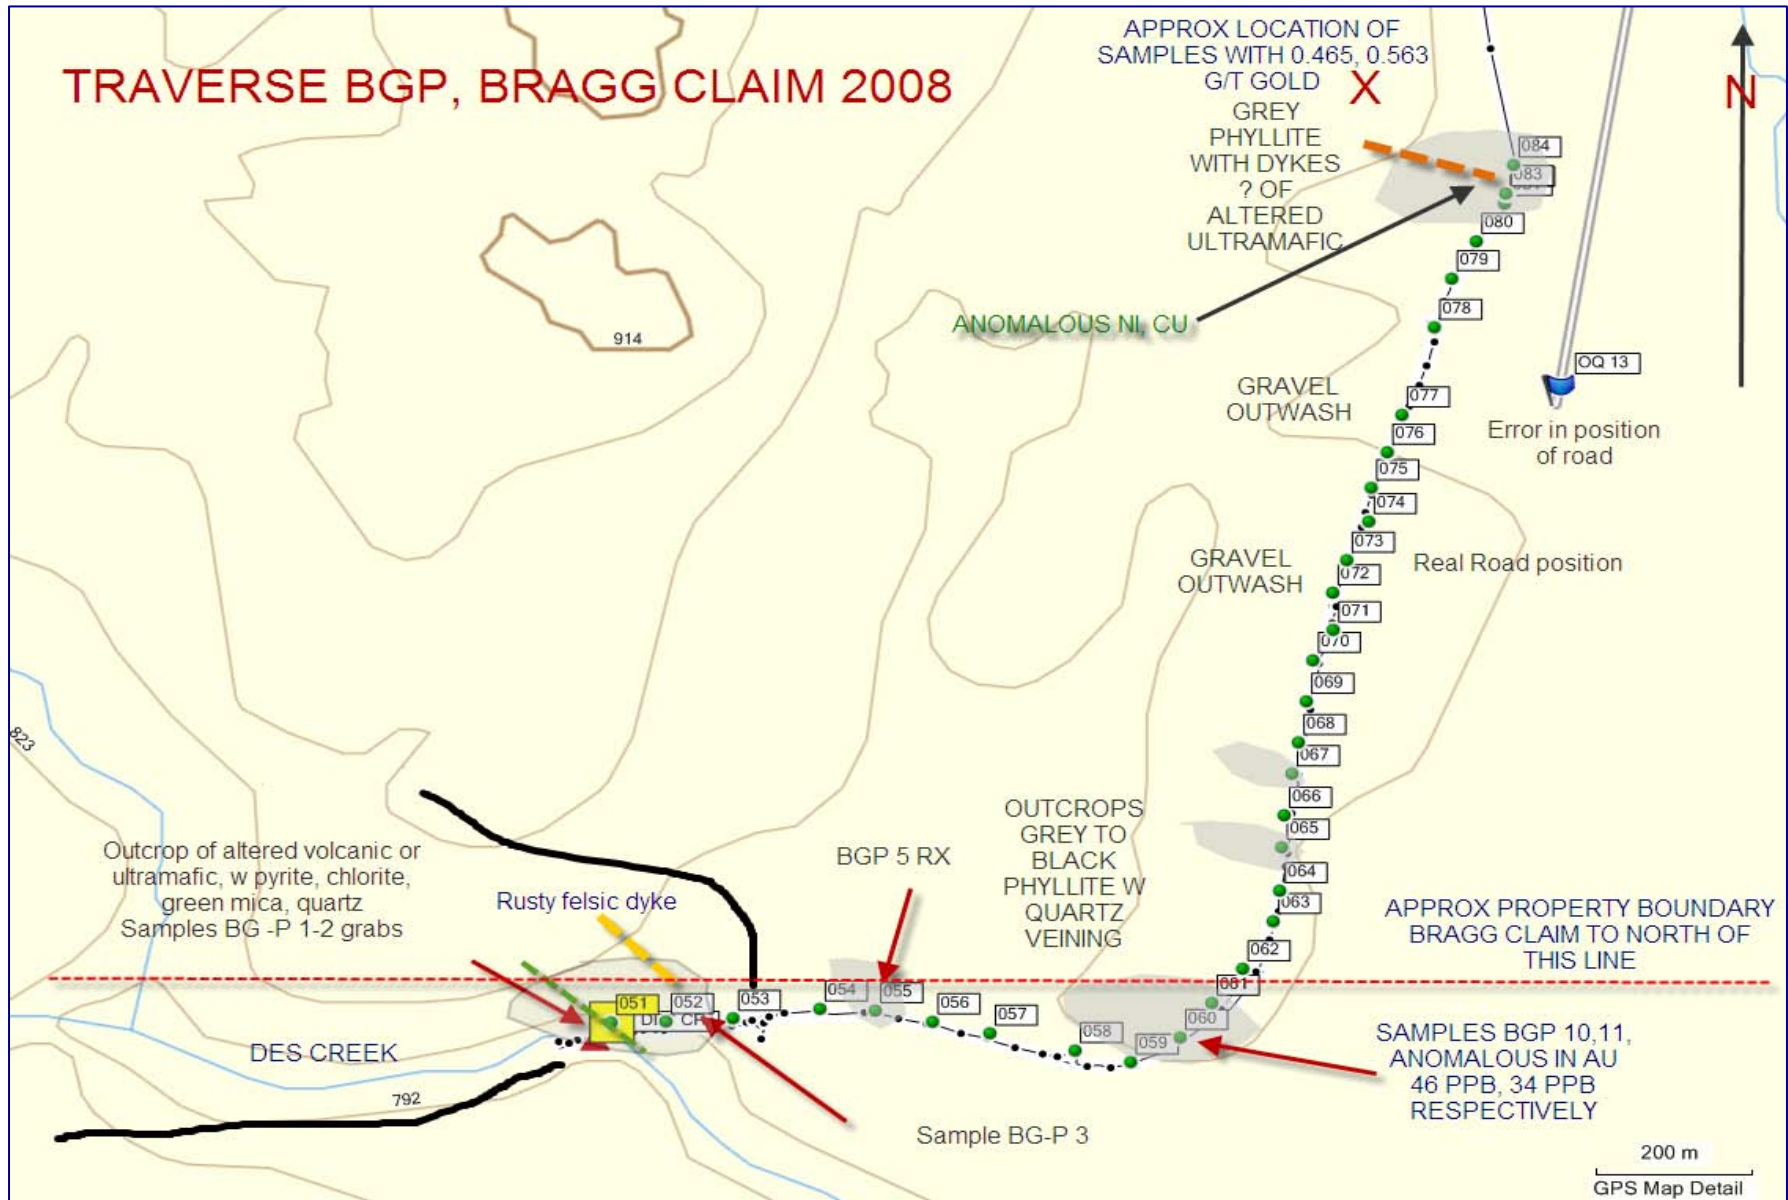 TRAVERSE BGP, BRAGG CLAIM 2008
APPROX LOCATION OF
SAMPLES WITH 0.465, 0.563
G/T GOLD
X
N
GREY
PHYLLITE
WITH DYKES
? OF
ALTERED
ULTRAMAFIC
084
083
080
079
078
077
076
075
074
073
072
071
070
069
068
067
066
065
064
063
062
061
060
059
058
057
056
055
054
053
052
051
914
ANOMALOUS NI, CU
GRAVEL
OUTWASH
OQ 13
Error in position
of road
GRAVEL
OUTWASH
Real Road position
823
OUTCROPS
GREY TO
BLACK
PHYLLITE W
QUARTZ
VEINING
BGP 5 RX
Outcrop of altered volcanic or
ultramafic, w pyrite, chlorite,
green mica, quartz
Samples BG -P 1-2 grabs
Rusty felsic dyke
APPROX PROPERTY BOUNDARY
BRAGG CLAIM TO NORTH OF
THIS LINE
DES CREEK
792
SAMPLES BGP 10,11,
ANOMALOUS IN AU
46 PPB, 34 PPB
RESPECTIVELY
Sample BG-P 3
200 m
GPS Map Detail